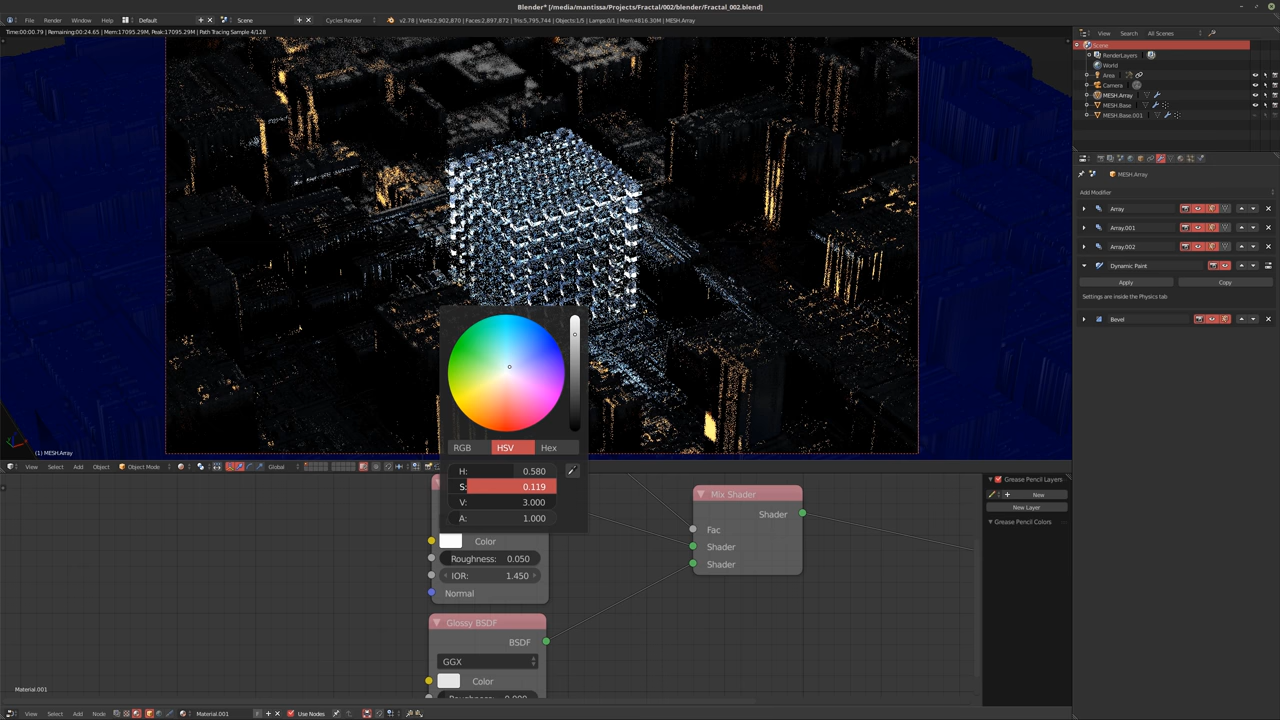 Blender* [/media/mantissa/Projects/Fractal/002/blender/Fractal_002.blend]
File Render Window Help Default Scene Cycles Render v2.78 | Verts:2,902,870 | Faces:2,897,872 | Tris:5,795,744 | Objects:1/5 | Lamps:0/1 | Mem:4816.30M | MESH.Array
Time:00:00.79 | Remaining:00:24.65 | Mem:17095.29M, Peak:17095.29M | Path Tracing Sample 4/128
View Search All Scenes
Scene
RenderLayers
World
Area
Camera
MESH.Array
MESH.Base
MESH.Base.001
MESH.Array
Add Modifier
Array
Array.001
Array.002
Dynamic Paint
Apply Copy
Settings are inside the Physics tab
Bevel
RGB HSV Hex
H: 0.580
S: 0.119
V: 3.000
A: 1.000
(1) MESH.Array
View Select Add Object Object Mode Global
Color
Roughness: 0.050
IOR: 1.450
Normal
Glossy BSDF
BSDF
GGX
Color
Mix Shader
Shader
Fac
Shader
Shader
Grease Pencil Layers
New
New Layer
Grease Pencil Colors
Material.001
View Select Add Node Material.001 F Use Nodes